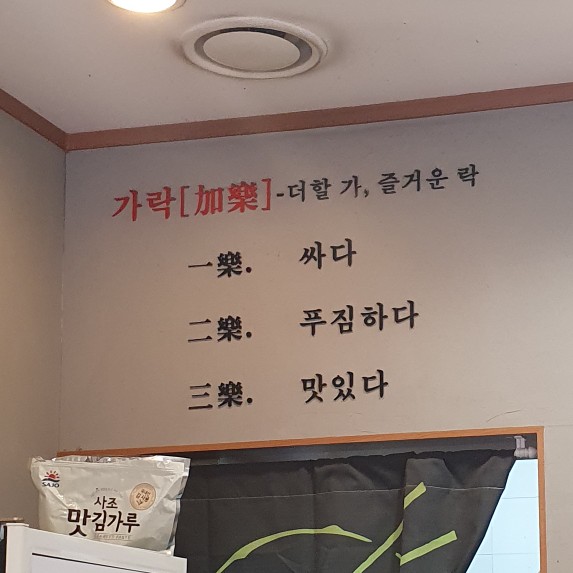 가락[加樂]-더할 가, 즐거운 락
一樂. 싸다
二樂. 푸짐하다
三樂. 맛있다
SAJO
사조
맛김가루